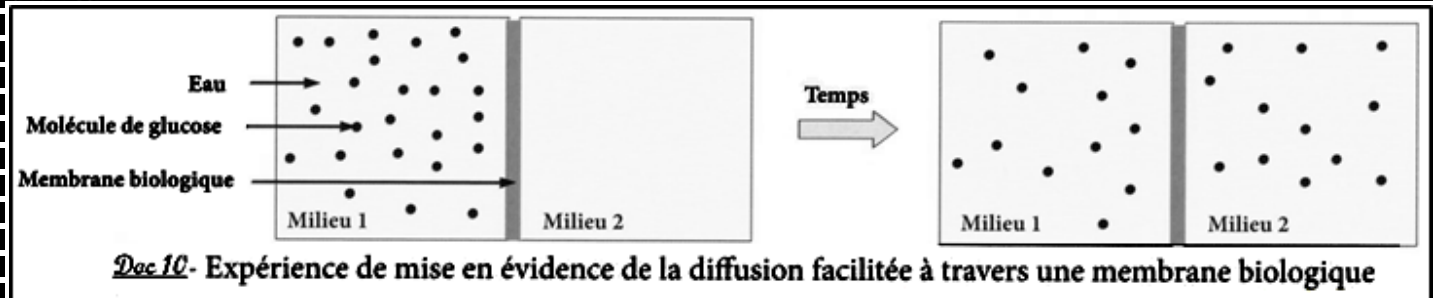 Eau
Molécule de glucose
Membrane biologique
Milieu 1
Milieu 2
Temps
Milieu 1
Milieu 2
Doc 10- Expérience de mise en évidence de la diffusion facilitée à travers une membrane biologique